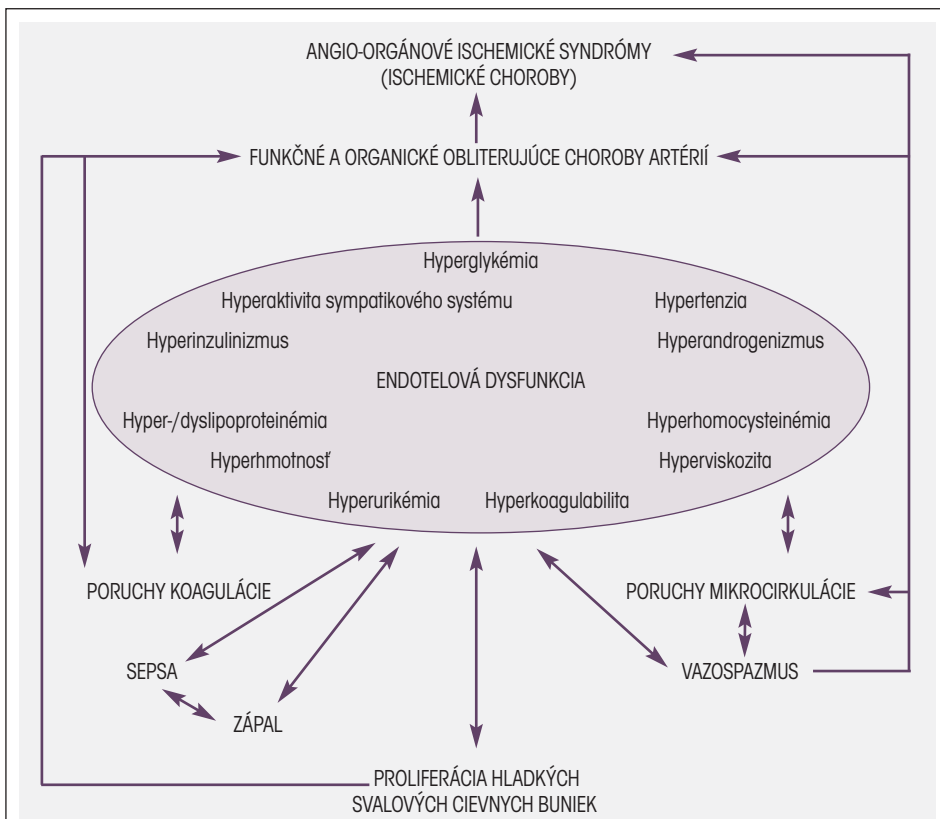 ANGIO-ORGÁNOVÉ ISCHEMICKÉ SYNDRÓMY
(ISCHEMICKÉ CHOROBY)
FUNKČNÉ A ORGANICKÉ OBLITERUJÚCE CHOROBY ARTÉRIÍ
Hyperglykémia
Hyperaktivita sympatikového systému
Hypertenzia
Hyperinzulinizmus
Hyperandrogenizmus
ENDOTELOVÁ DYSFUNKCIA
Hyper-/dyslipoproteinémia
Hyperhomocysteinémia
Hyperhmotnosť
Hyperviskozita
Hyperurikémia
Hyperkoagulabilita
PORUCHY KOAGULÁCIE
PORUCHY MIKROCIRKULÁCIE
SEPSA
VAZOSPAZMUS
ZÁPAL
PROLIFERÁCIA HLADKÝCH
SVALOVÝCH CIEVNYCH BUNIEK